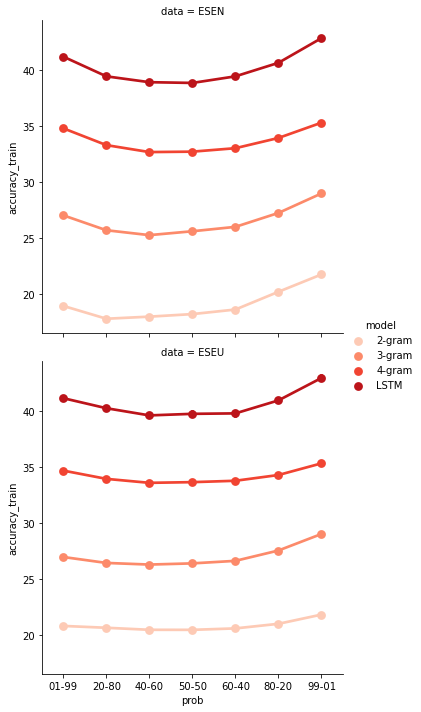 data = ESEN
40
35
30
25
20
accuracy_train
model
2-gram
3-gram
4-gram
LSTM
data = ESEU
40
35
30
25
20
accuracy_train
01-99 20-80 40-60 50-50 60-40 80-20 99-01
prob